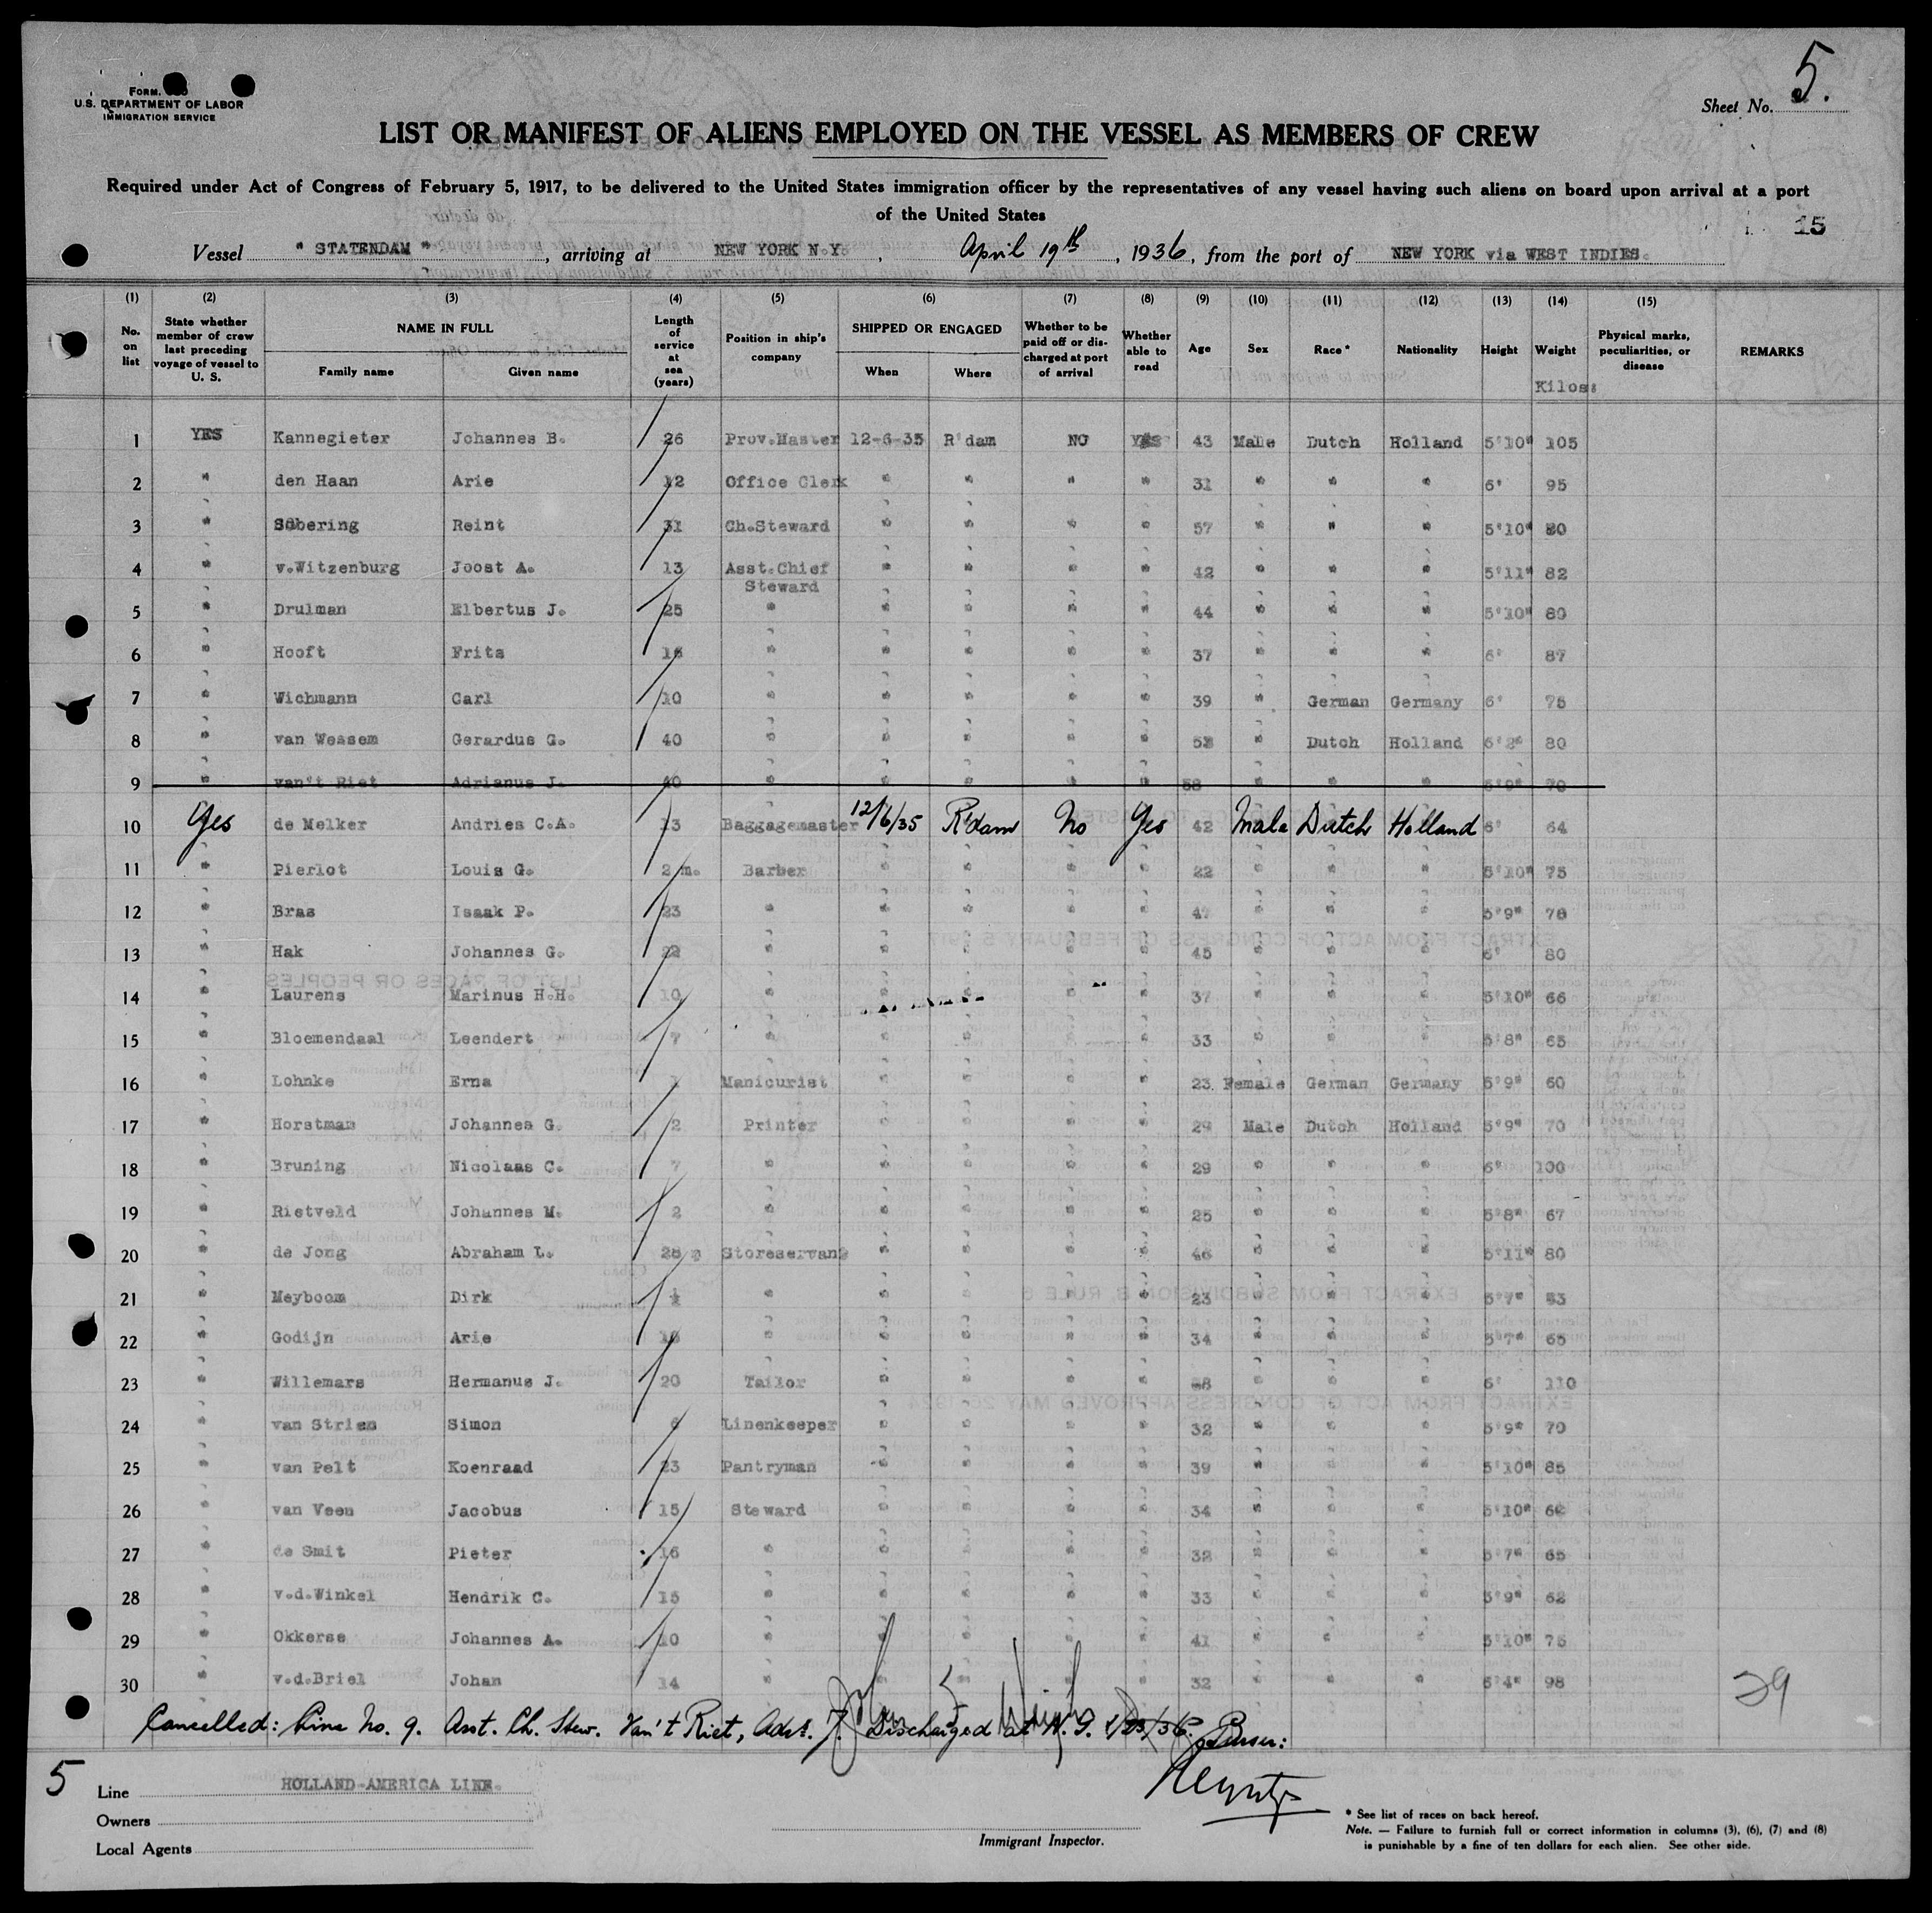 Form.
U.S. DEPARTMENT OF LABOR
IMMIGRATION SERVICE
Sheet No. 5.
LIST OR MANIFEST OF ALIENS EMPLOYED ON THE VESSEL AS MEMBERS OF CREW
Required under Act of Congress of February 5, 1917, to be delivered to the United States immigration officer by the representatives of any vessel having such aliens on board upon arrival at a port
of the United States
15
Vessel "STATENDAM", arriving at NEW YORK N.Y., April 19th, 1936, from the port of NEW YORK via WEST INDIES.
(1) (2) (3) (4) (5) (6) (7) (8) (9) (10) (11) (12) (13) (14) (15)
No. on list | State whether member of crew last preceding voyage of vessel to U. S. | NAME IN FULL Family name Given name | Length of service at sea (years) | Position in ship's company | SHIPPED OR ENGAGED When Where | Whether to be paid off or discharged at port of arrival | Whether able to read | Age | Sex | Race* | Nationality | Height | Weight Kilos: | Physical marks, peculiarities, or disease | REMARKS
1 YES Kannegieter Johannes B. 26 Prov.Master 12-6-35 R'dam NO YES 43 Male Dutch Holland 5'10" 105
2 " den Haan Arie 12 Office Clerk " " " " 31 " " " 6' 95
3 " Sübering Reint 31 Ch.Steward " " " " 57 " " " 5'10" 80
4 " v.Witzenburg Joost A. 13 Asst.Chief Steward " " " " 42 " " " 5'11" 82
5 " Drulman Elbertus J. 25 " " " " " 44 " " " 5'10" 89
6 " Hooft Frits 16 " " " " " 37 " " " 6' 87
7 " Wichmann Carl 10 " " " " " 39 " German Germany 6' 75
8 " van Wessem Gerardus G. 40 " " " " " " Dutch Holland 6'2" 80
9 " van't Riet Adrianus J. 40 " " " " " 58 " " " 5'9" 70
10 Yes de Melker Andries C.A. 13 Baggagemaster 12/6/35 R'dam No Yes 42 Male Dutch Holland 6' 64
11 " Pierlot Louis G. 2 m. Barber " " " " 22 " " " 5'10" 75
12 " Bras Isaak P. 23 " " " " " 47 " " " 5'9" 78
13 " Hak Johannes G. 22 " " " " " 45 " " " 6' 80
14 " Laurens Marinus H.H. 10 " " " " " 37 " " " 5'10" 66
15 " Bloemendaal Leendert 7 " " " " " 33 " " " 5'8" 65
16 " Lohnke Erna Manicurist " " " " 23 Female German Germany 5'9" 60
17 " Horstman Johannes G. 2 Printer " " " " 24 Male Dutch Holland 5'9" 70
18 " Bruning Nicolaas C. 7 " " " " " 29 " " " 6' 100
19 " Rietveld Johannes M. 2 " " " " " 25 " " " 5'8" 67
20 " de Jong Abraham L. 28 Storeservant " " " " 46 " " " 5'11" 80
21 " Meyboom Dirk ½ " " " " " 23 " " " 5'7" 53
22 " Godijn Arie 16 " " " " " 34 " " " 5'7" 65
23 " Willemars Hermanus J. 20 Tailor " " " " " " " 6' 110
24 " van Strien Simon 6 Linenkeeper " " " " 32 " " " 5'9" 70
25 " van Pelt Koenraad 23 Pantryman " " " " 39 " " " 5'10" 85
26 " van Veen Jacobus 15 Steward " " " " 34 " " " 5'10"
27 " de Smit Pieter 16 " " " " " 32 " " " 5'7" 65
28 " v.d.Winkel Hendrik C. 15 " " " " " 33 " " " 5'9" 62
29 " Okkerse Johannes A. 10 " " " " " 41 " " " 5'10" 75
30 " v.d.Briel Johan 14 " " " " " 32 " " " 6'4" 98
29
Cancelled: Line No. 9. Asst. Ch. Stew. Van't Riet, Adrs. J. Discharged at N.Y. Purser:
5
Line HOLLAND-AMERICA LINE.
Owners
Local Agents
Immigrant Inspector.
* See list of races on back hereof.
Note. — Failure to furnish full or correct information in columns (3), (6), (7) and (8)
is punishable by a fine of ten dollars for each alien. See other side.